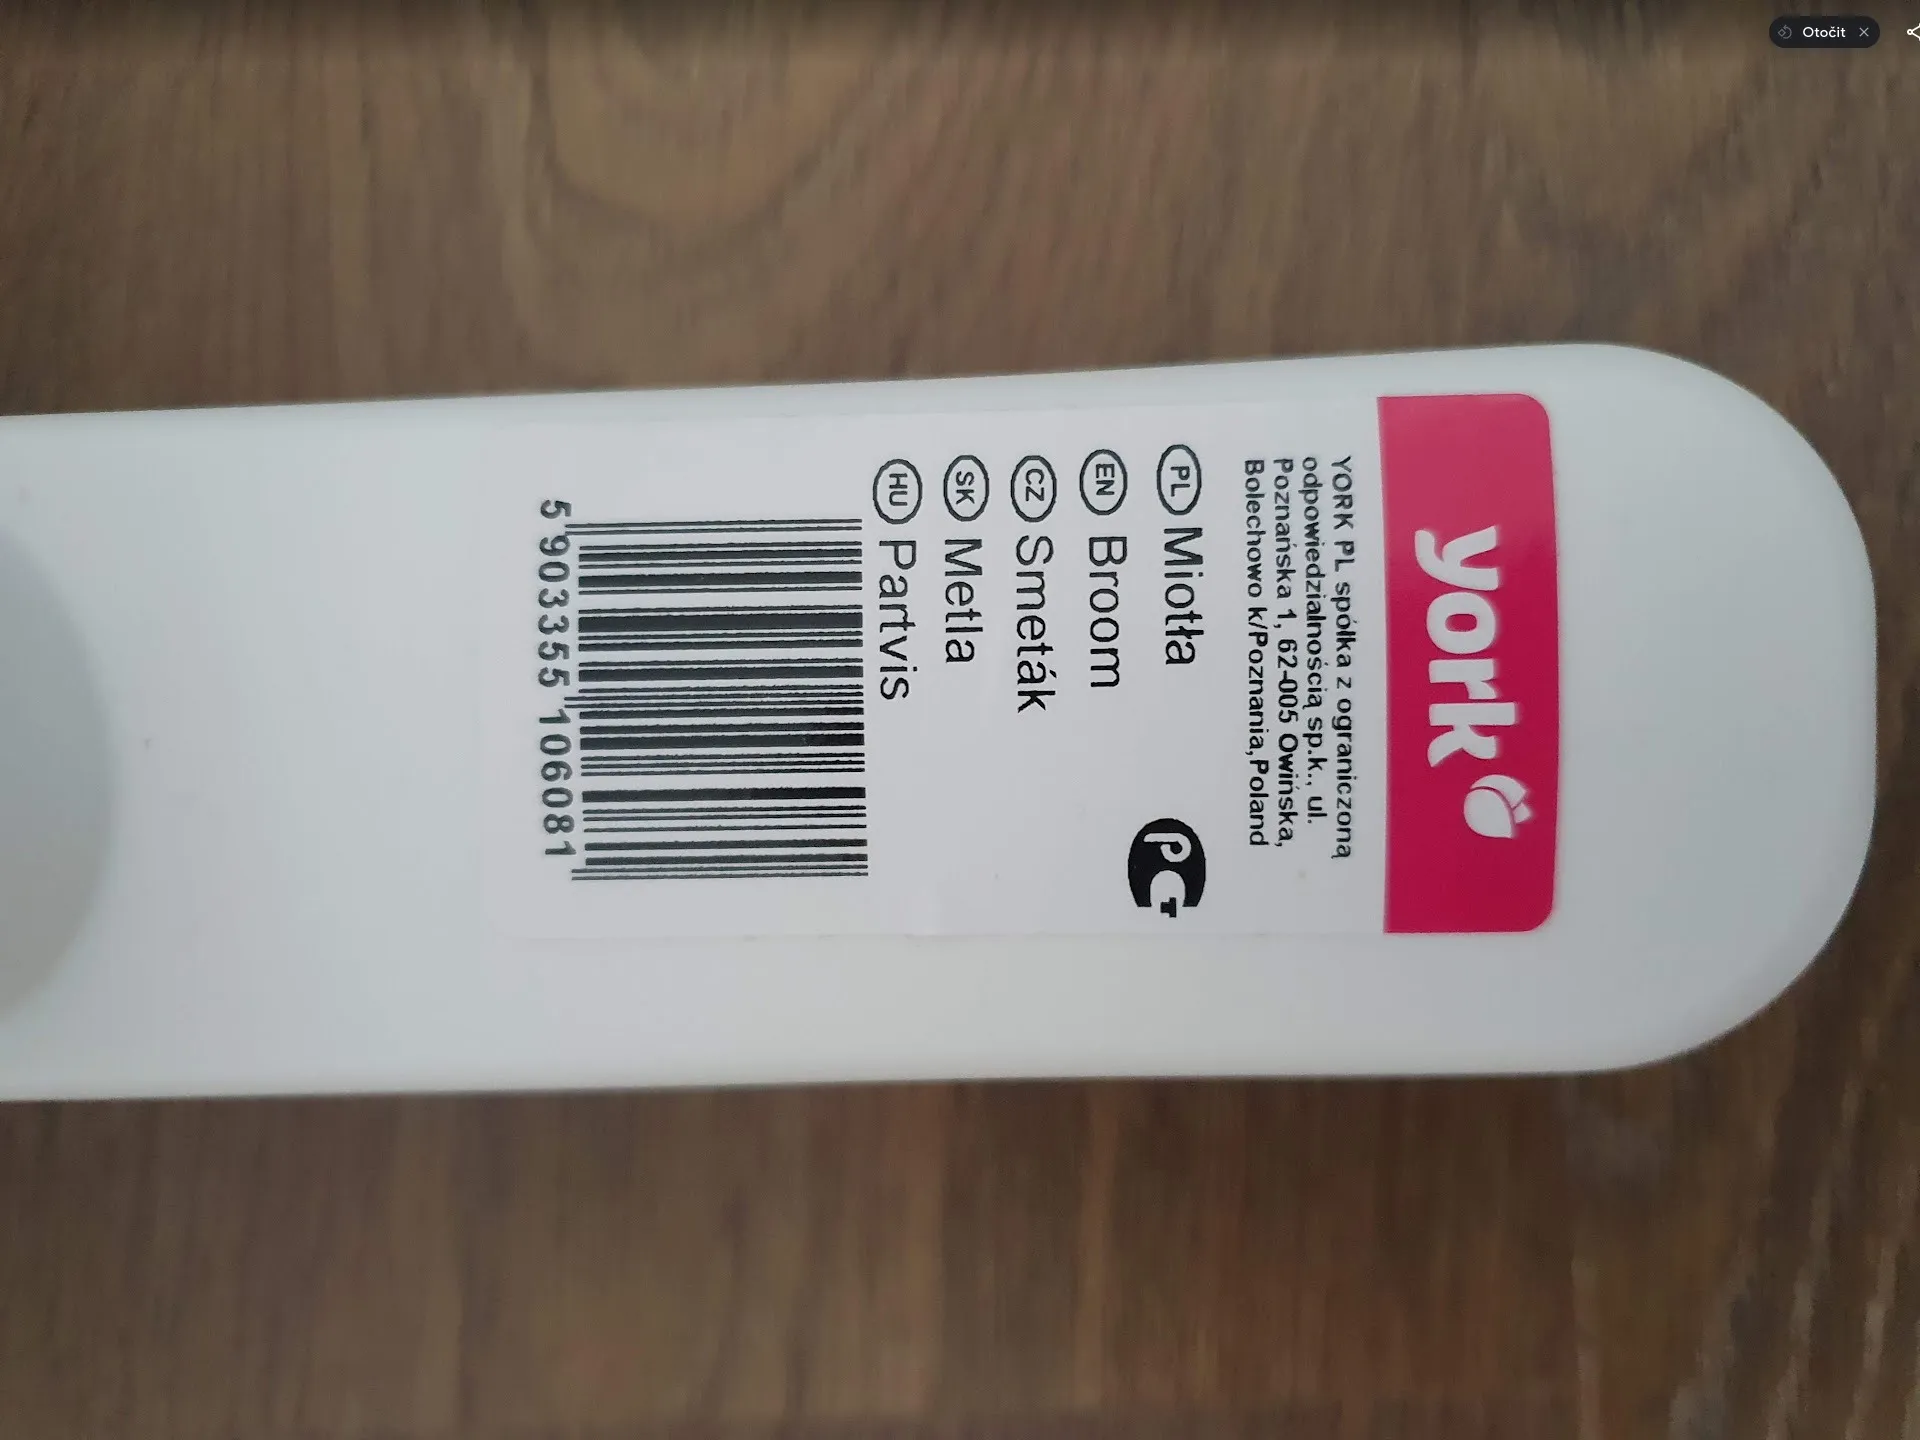 Otočit
york
YORK PL spółka z ograniczoną
odpowiedzialnością sp.k., ul.
Poznańska 1, 62-005 Owińska,
Bolechowo k/Poznania,Poland
PL Miotła
EN Broom
CZ Smeták
SK Metla
HU Partvis
PCT
5 903355 106081